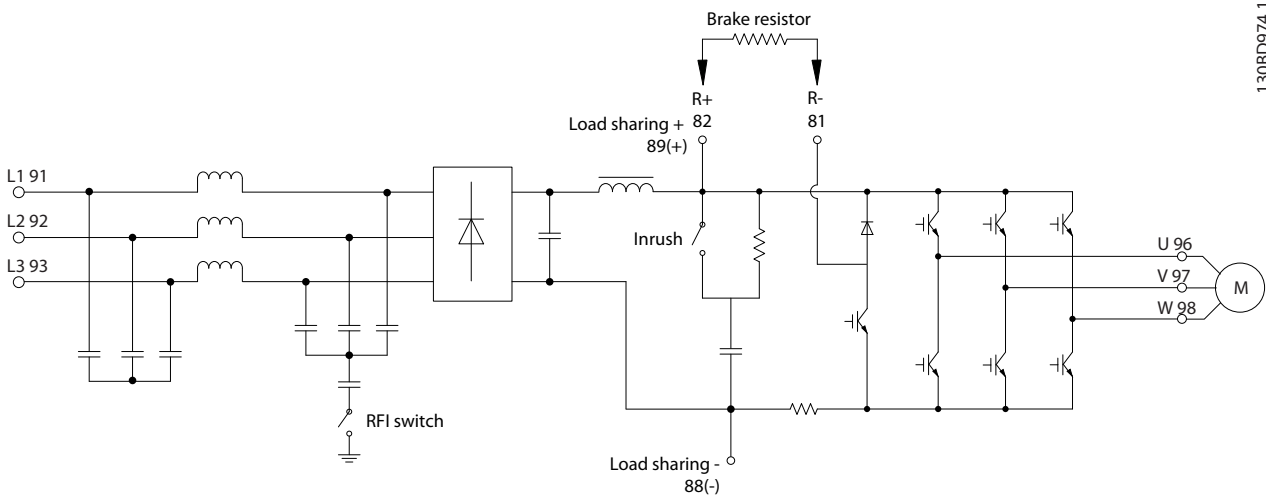 130BD974.1
Brake resistor
R+
82
R-
81
Load sharing +
89(+)
L1 91
L2 92
L3 93
Inrush
U 96
V 97
W 98
M
RFI switch
Load sharing -
88(-)